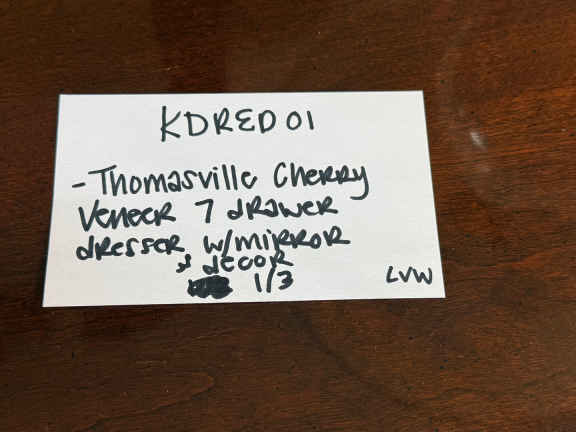 KDRED01
- Thomasville Cherry
Veneer 7 drawer
dresser w/mirror
& decor
1/3
LVW